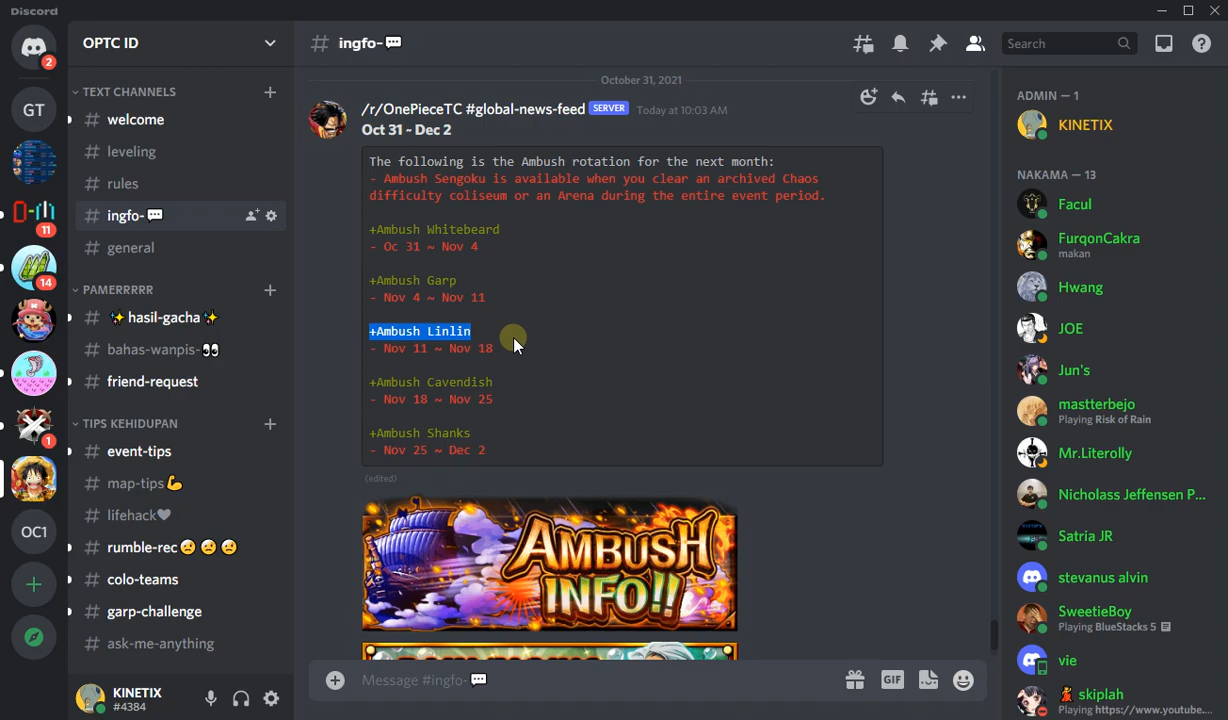 Discord
OPTC ID
# ingfo-💬
Search
2
GT
11
14
1
OC1
TEXT CHANNELS
# welcome
# leveling
# rules
# ingfo-💬
# general
PAMERRRRR
# ✨hasil-gacha✨
# bahas-wanpis-👀
# friend-request
TIPS KEHIDUPAN
# event-tips
# map-tips💪
# lifehack🖤
# rumble-rec🤕🤕🤕
# colo-teams
# garp-challenge
# ask-me-anything
KINETIX
#4384
October 31, 2021
/r/OnePieceTC #global-news-feed SERVER Today at 10:03 AM
Oct 31 - Dec 2
The following is the Ambush rotation for the next month:
- Ambush Sengoku is available when you clear an archived Chaos
difficulty coliseum or an Arena during the entire event period.
+Ambush Whitebeard
- Oc 31 ~ Nov 4
+Ambush Garp
- Nov 4 ~ Nov 11
+Ambush Linlin
- Nov 11 ~ Nov 18
+Ambush Cavendish
- Nov 18 ~ Nov 25
+Ambush Shanks
- Nov 25 ~ Dec 2
(edited)
AMBUSH
INFO!!
Message #ingfo-💬
GIF
ADMIN — 1
KINETIX
NAKAMA — 13
Facul
FurqonCakra
makan
Hwang
JOE
Jun's
mastterbejo
Playing Risk of Rain
Mr.Literolly
Nicholass Jeffensen P...
Satria JR
stevanus alvin
SweetieBoy
Playing BlueStacks 5
vie
💃 skiplah
Playing https://www.youtube....